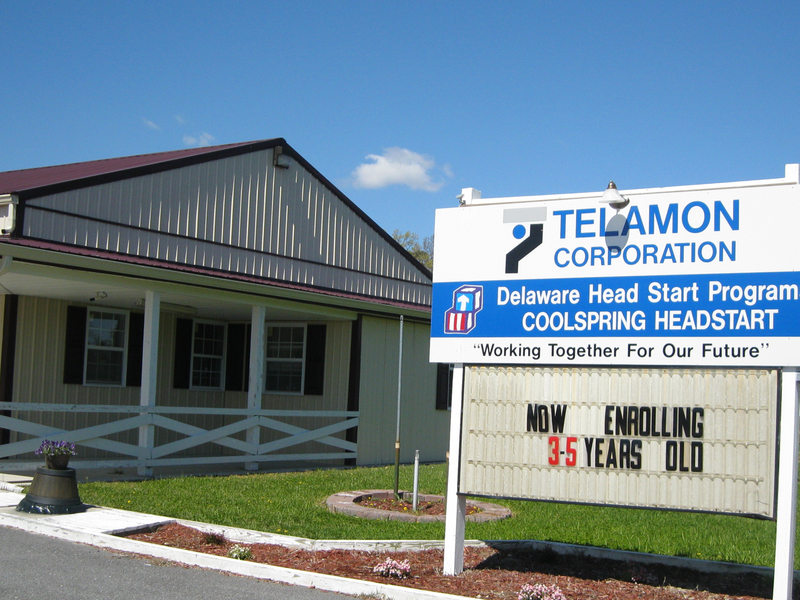 TELAMON
CORPORATION
Delaware Head Start Program
COOLSPRING HEADSTART
"Working Together For Our Future"
NOW ENROLLING
3-5 YEARS OLD